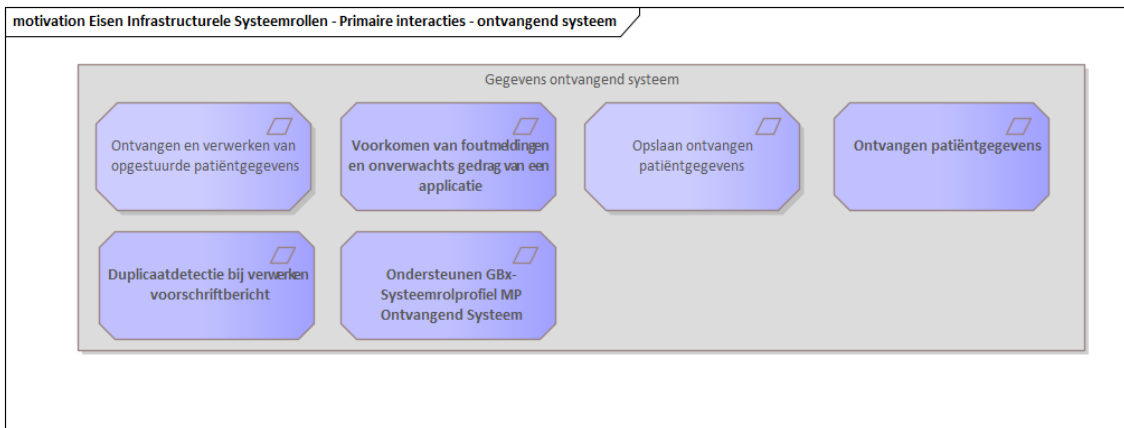 motivation Eisen Infrastructurele Systeemrollen - Primaire interacties - ontvangend systeem
Gegevens ontvangend systeem
Ontvangen en verwerken van
opgestuurde patiëntgegevens
Voorkomen van foutmeldingen
en onverwachts gedrag van een
applicatie
Opslaan ontvangen
patiëntgegevens
Ontvangen patiëntgegevens
Duplicaatdetectie bij verwerken
voorschriftbericht
Ondersteunen GBx-
Systeemrolprofiel MP
Ontvangend Systeem